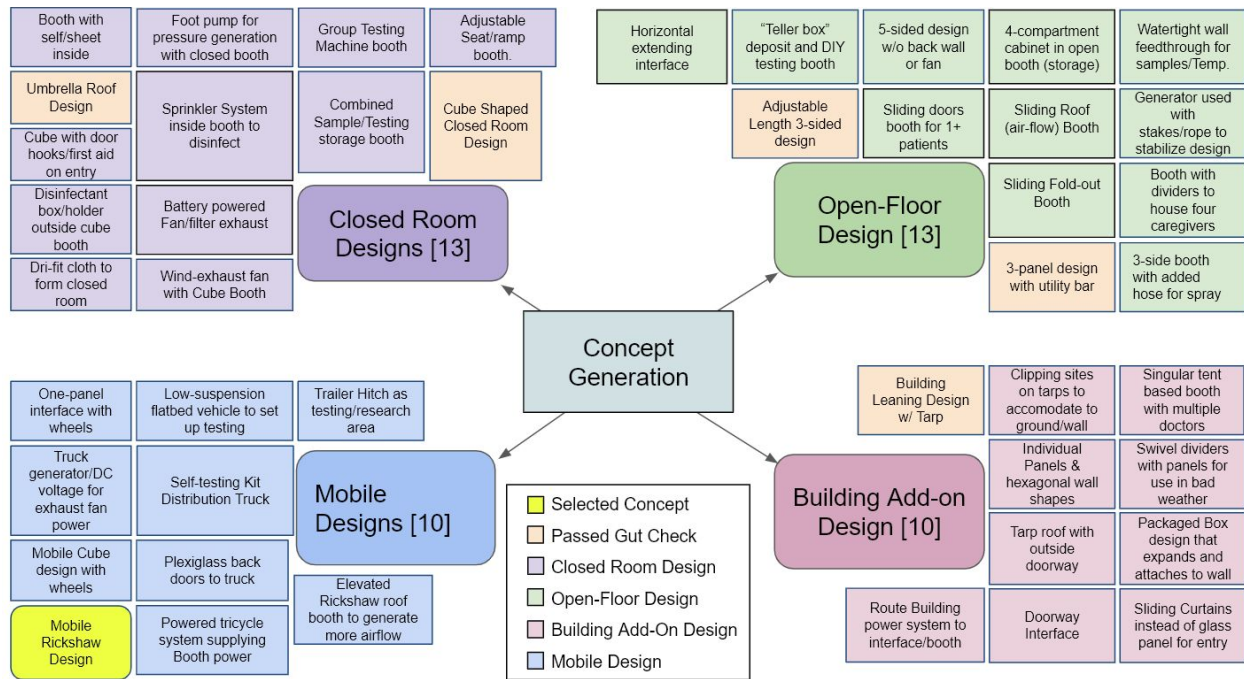 Booth with
self/sheet
inside
Foot pump for
pressure generation
with closed booth
Group Testing
Machine booth
Adjustable
Seat/ramp
booth.
Umbrella Roof
Design
Sprinkler System
inside booth to
disinfect
Combined
Sample/Testing
storage booth
Cube Shaped
Closed Room
Design
Cube with door
hooks/first aid
on entry
Disinfectant
box/holder
outside cube
booth
Battery powered
Fan/filter exhaust
Dri-fit cloth to
form closed
room
Wind-exhaust fan
with Cube Booth
Closed Room
Designs [13]
Horizontal
extending
interface
“Teller box”
deposit and DIY
testing booth
5-sided design
w/o back wall
or fan
4-compartment
cabinet in open
booth (storage)
Watertight wall
feedthrough for
samples/Temp.
Adjustable
Length 3-sided
design
Sliding doors
booth for 1+
patients
Sliding Roof
(air-flow) Booth
Generator used
with
stakes/rope to
stabilize design
Sliding Fold-out
Booth
Booth with
dividers to
house four
caregivers
3-panel design
with utility bar
3-side booth
with added
hose for spray
Open-Floor
Design [13]
Concept
Generation
One-panel
interface with
wheels
Low-suspension
flatbed vehicle to set
up testing
Trailer Hitch as
testing/research
area
Truck
generator/DC
voltage for
exhaust fan
power
Self-testing Kit
Distribution Truck
Mobile Cube
design with
wheels
Plexiglass back
doors to truck
Mobile
Rickshaw
Design
Powered tricycle
system supplying
Booth power
Elevated
Rickshaw roof
booth to generate
more airflow
Mobile
Designs [10]
Selected Concept
Passed Gut Check
Closed Room Design
Open-Floor Design
Building Add-On Design
Mobile Design
Building
Leaning Design
w/ Tarp
Clipping sites
on tarps to
accomodate to
ground/wall
Singular tent
based booth
with multiple
doctors
Individual
Panels &
hexagonal wall
shapes
Swivel dividers
with panels for
use in bad
weather
Building Add-on
Design [10]
Tarp roof with
outside
doorway
Packaged Box
design that
expands and
attaches to wall
Route Building
power system to
interface/booth
Doorway
Interface
Sliding Curtains
instead of glass
panel for entry